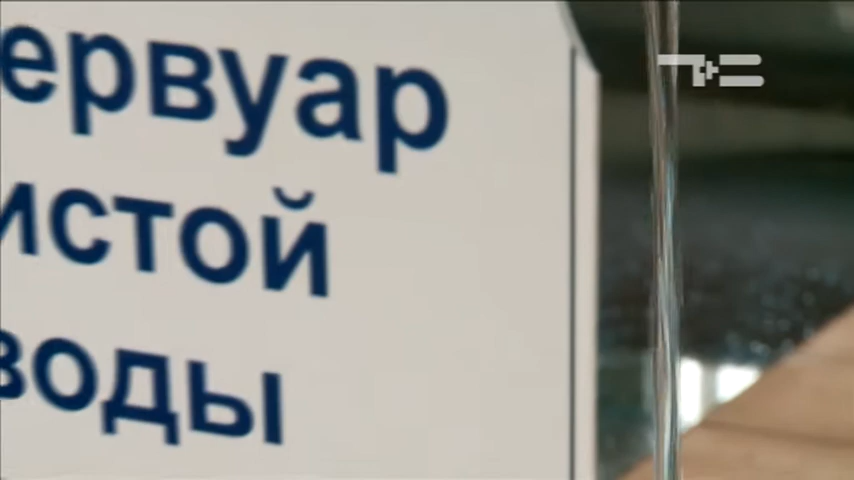 ервуар
истой
воды